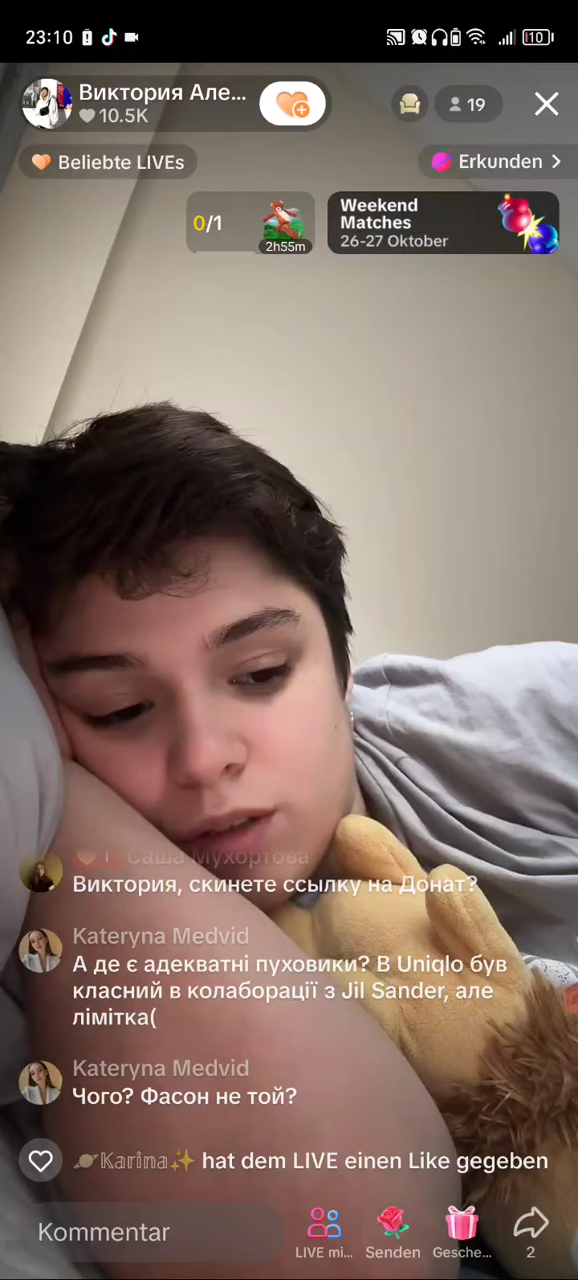 23:10
10
Виктория Але...
10.5K
19
Beliebte LIVEs
Erkunden
0/1
2h55m
Weekend
Matches
26-27 Oktober
Саша Мухортова
Виктория, скинете ссылку на Донат?
Kateryna Medvid
А де є адекватні пуховики? В Uniqlo був
класний в колаборації з Jil Sander, але
лімітка(
Kateryna Medvid
Чого? Фасон не той?
𝕂𝕒𝕣𝕚𝕟𝕒 hat dem LIVE einen Like gegeben
Kommentar
LIVE mi...
Senden
Gesche...
2